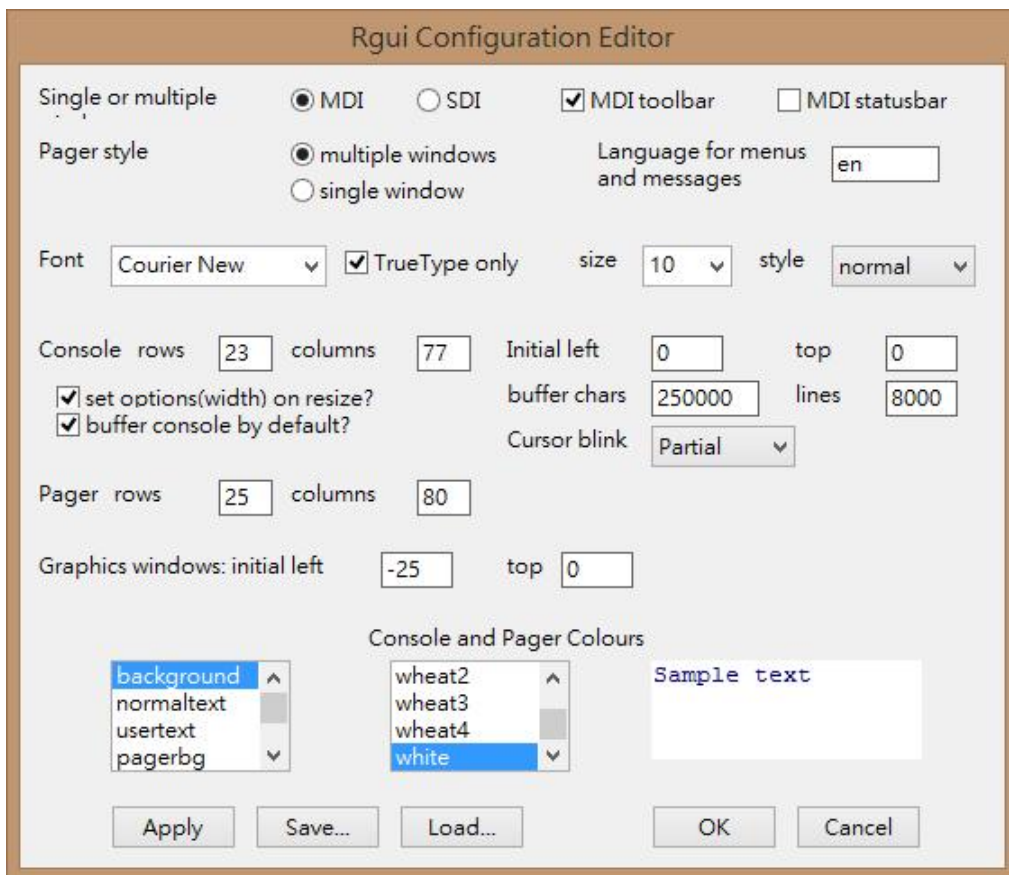 Rgui Configuration Editor
Single or multiple MDI SDI MDI toolbar MDI statusbar
Pager style multiple windows Language for menus en
single window and messages
Font Courier New TrueType only size 10 style normal
Console rows 23 columns 77 Initial left 0 top 0
set options(width) on resize? buffer chars 250000 lines 8000
buffer console by default?
Cursor blink Partial
Pager rows 25 columns 80
Graphics windows: initial left -25 top 0
Console and Pager Colours
background wheat2 Sample text
normaltext wheat3
usertext wheat4
pagerbg white
Apply Save... Load... OK Cancel